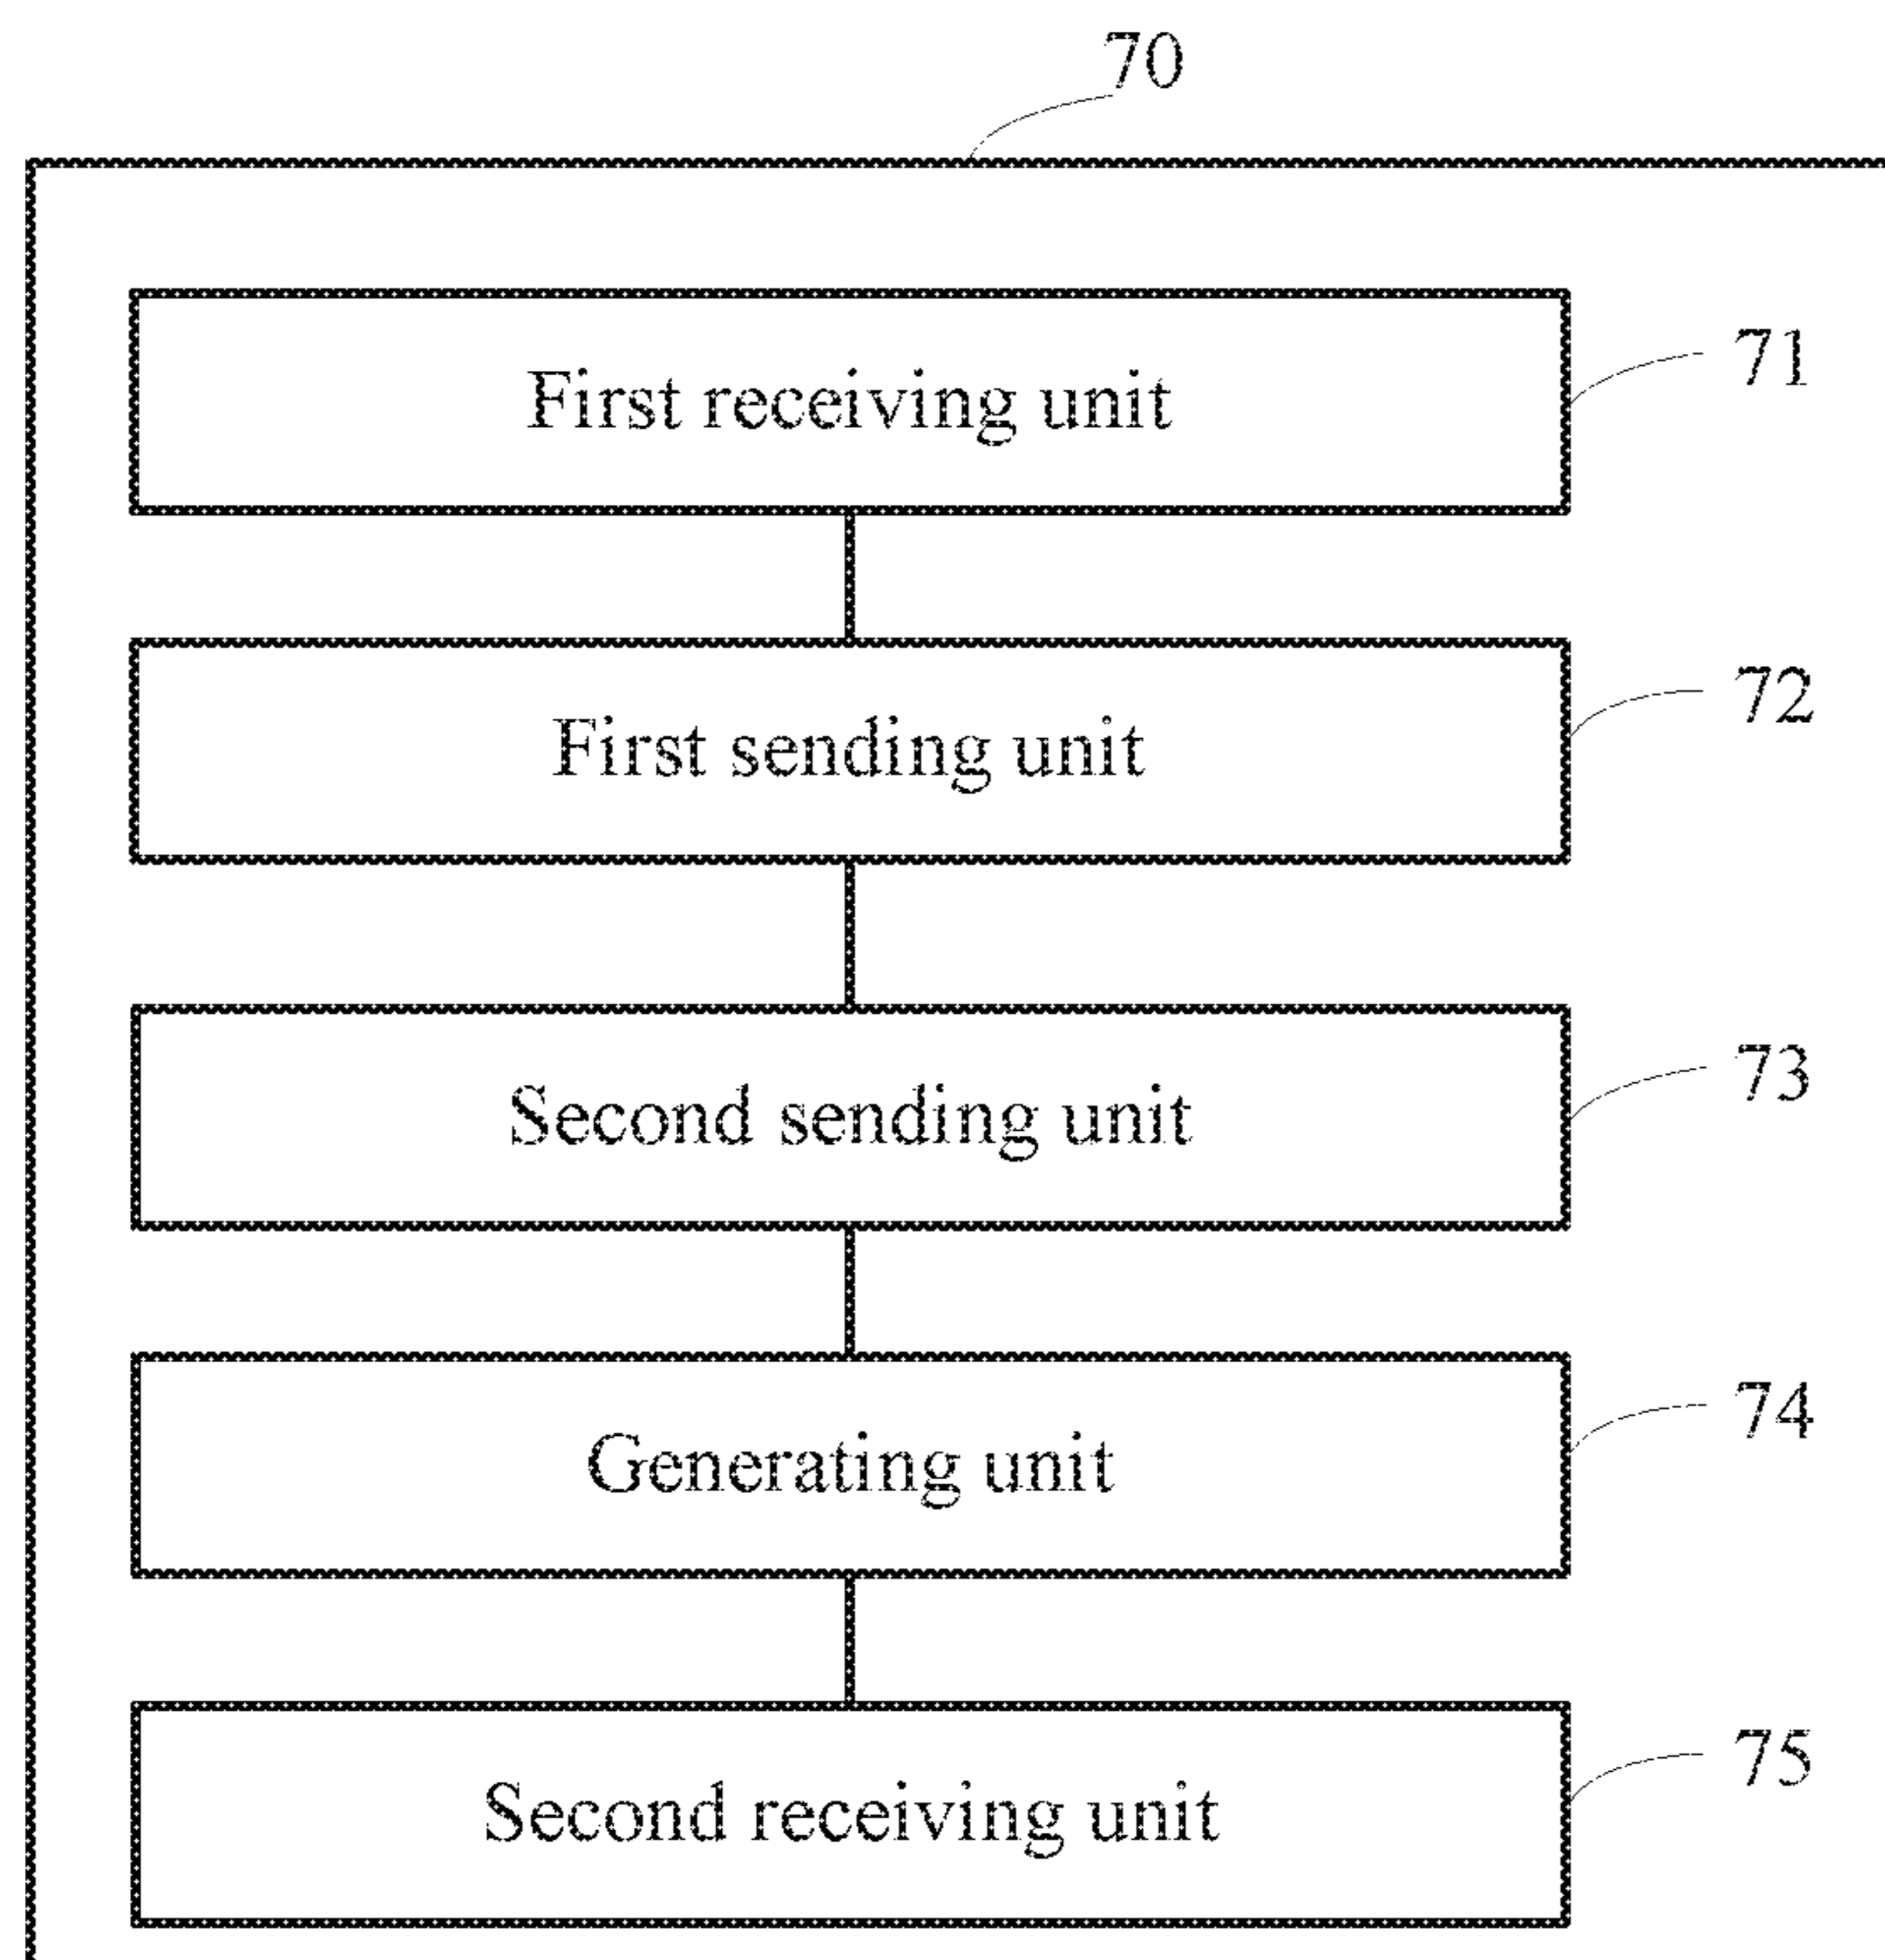 70
First receiving unit
71
First sending unit
72
Second sending unit
73
Generating unit
74
Second receiving unit
75